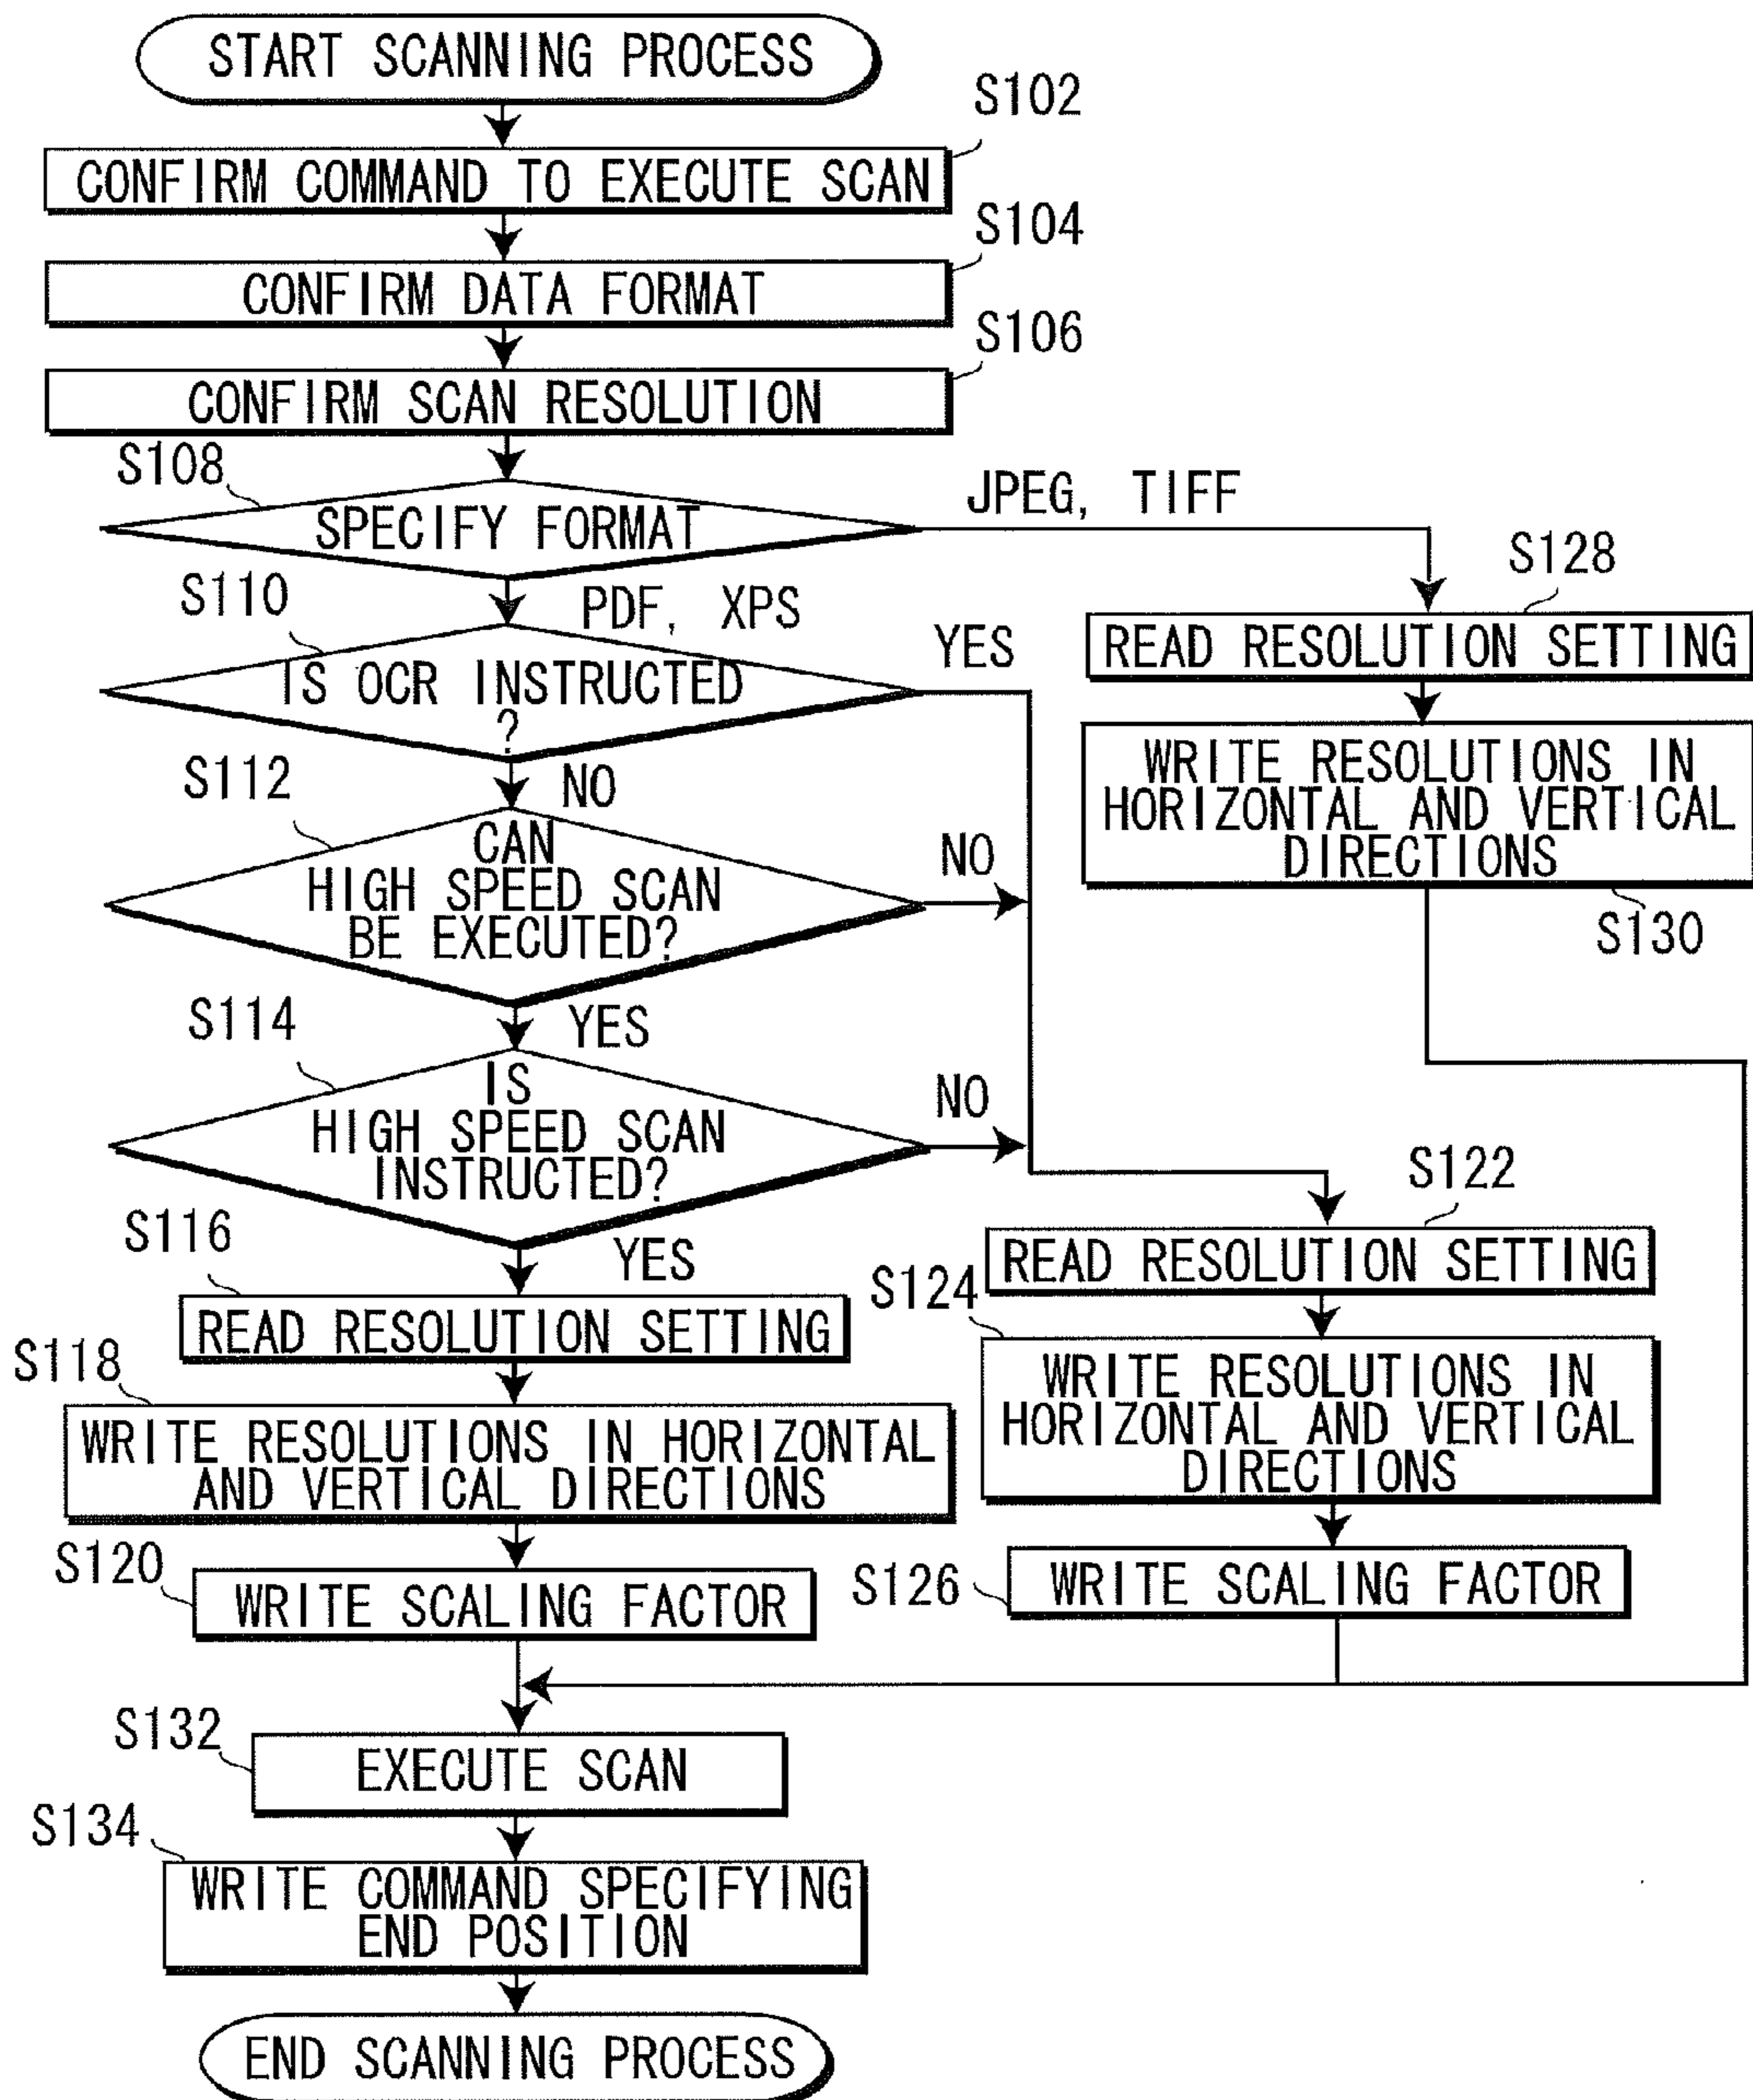 START SCANNING PROCESS
S102
CONFIRM COMMAND TO EXECUTE SCAN
S104
CONFIRM DATA FORMAT
S106
CONFIRM SCAN RESOLUTION
S108
SPECIFY FORMAT
JPEG, TIFF
S110
PDF, XPS
IS OCR INSTRUCTED
?
YES
S128
READ RESOLUTION SETTING
WRITE RESOLUTIONS IN
HORIZONTAL AND VERTICAL
DIRECTIONS
S130
S112
NO
CAN
HIGH SPEED SCAN
BE EXECUTED?
NO
S114
YES
IS
HIGH SPEED SCAN
INSTRUCTED?
NO
S116
YES
READ RESOLUTION SETTING
S118
WRITE RESOLUTIONS IN HORIZONTAL
AND VERTICAL DIRECTIONS
S120
WRITE SCALING FACTOR
S122
READ RESOLUTION SETTING
S124
WRITE RESOLUTIONS IN
HORIZONTAL AND VERTICAL
DIRECTIONS
S126
WRITE SCALING FACTOR
S132
EXECUTE SCAN
S134
WRITE COMMAND SPECIFYING
END POSITION
END SCANNING PROCESS